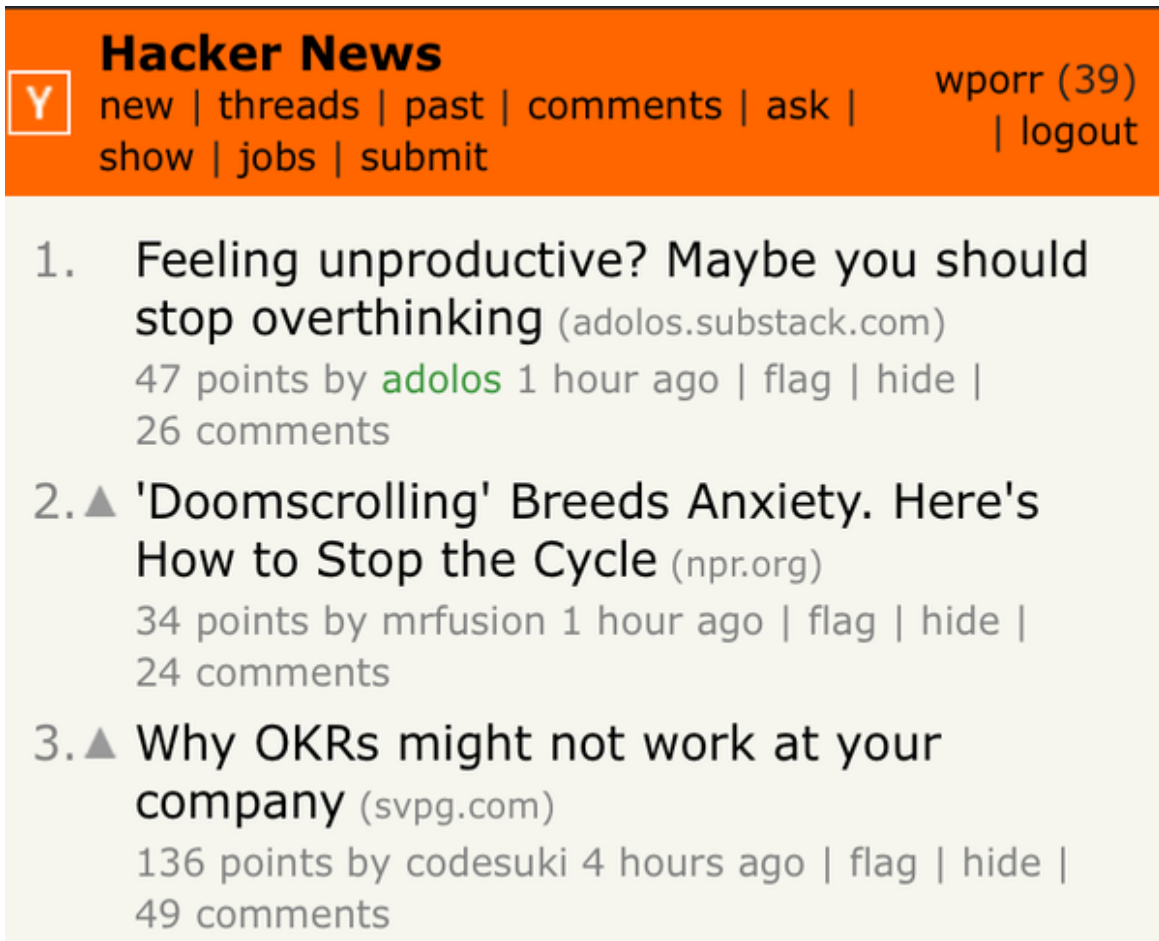 Hacker News
Y
new | threads | past | comments | ask |
show | jobs | submit
wporr (39)
| logout
1. Feeling unproductive? Maybe you should
stop overthinking (adolos.substack.com)
47 points by adolos 1 hour ago | flag | hide |
26 comments
2. 'Doomscrolling' Breeds Anxiety. Here's
How to Stop the Cycle (npr.org)
34 points by mrfusion 1 hour ago | flag | hide |
24 comments
3. Why OKRs might not work at your
company (svpg.com)
136 points by codesuki 4 hours ago | flag | hide |
49 comments